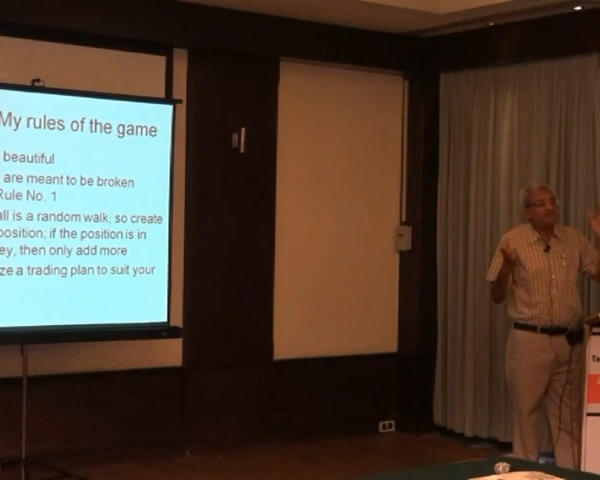 My rules of the game
beautiful
are meant to be broken
Rule No. 1
all is a random walk, so create
position; if the position is in
ey, then only add more
ze a trading plan to suit your